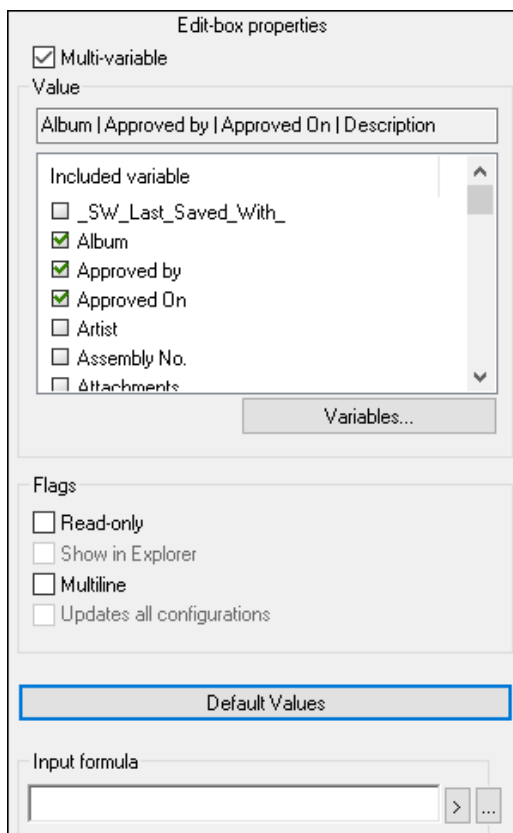 Edit-box properties
Multi-variable
Value
Album | Approved by | Approved On | Description
Included variable
_SW_Last_Saved_With_
Album
Approved by
Approved On
Artist
Assembly No.
Attachments
Variables...
Flags
Read-only
Show in Explorer
Multiline
Updates all configurations
Default Values
Input formula
> ...